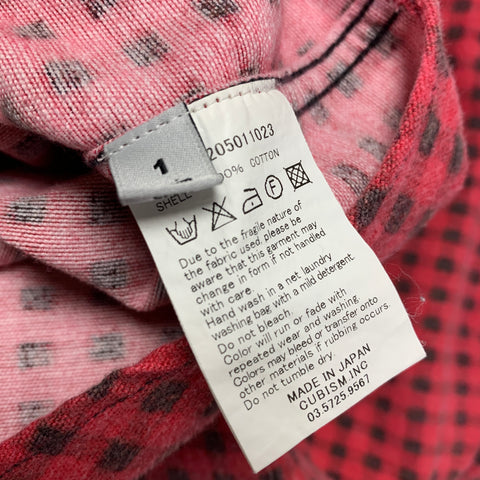 1
205011023
SHELL 00% COTTON
F
Due to the fragile nature of
the fabric used, please be
aware that this garment may
change in form if not handled
with care.
Hand wash in a net laundry
washing bag with a mild detergent.
Do not bleach.
Color will run or fade with
repeated wear and washing.
Colors may bleed or transfer onto
other materials if rubbing occurs.
Do not tumble dry.
MADE IN JAPAN
CUBISM.INC
03.5725.9567